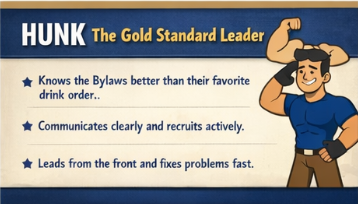 HUNK The Gold Standard Leader
Knows the Bylaws better than their favorite
drink order..
Communicates clearly and recruits actively.
Leads from the front and fixes problems fast.